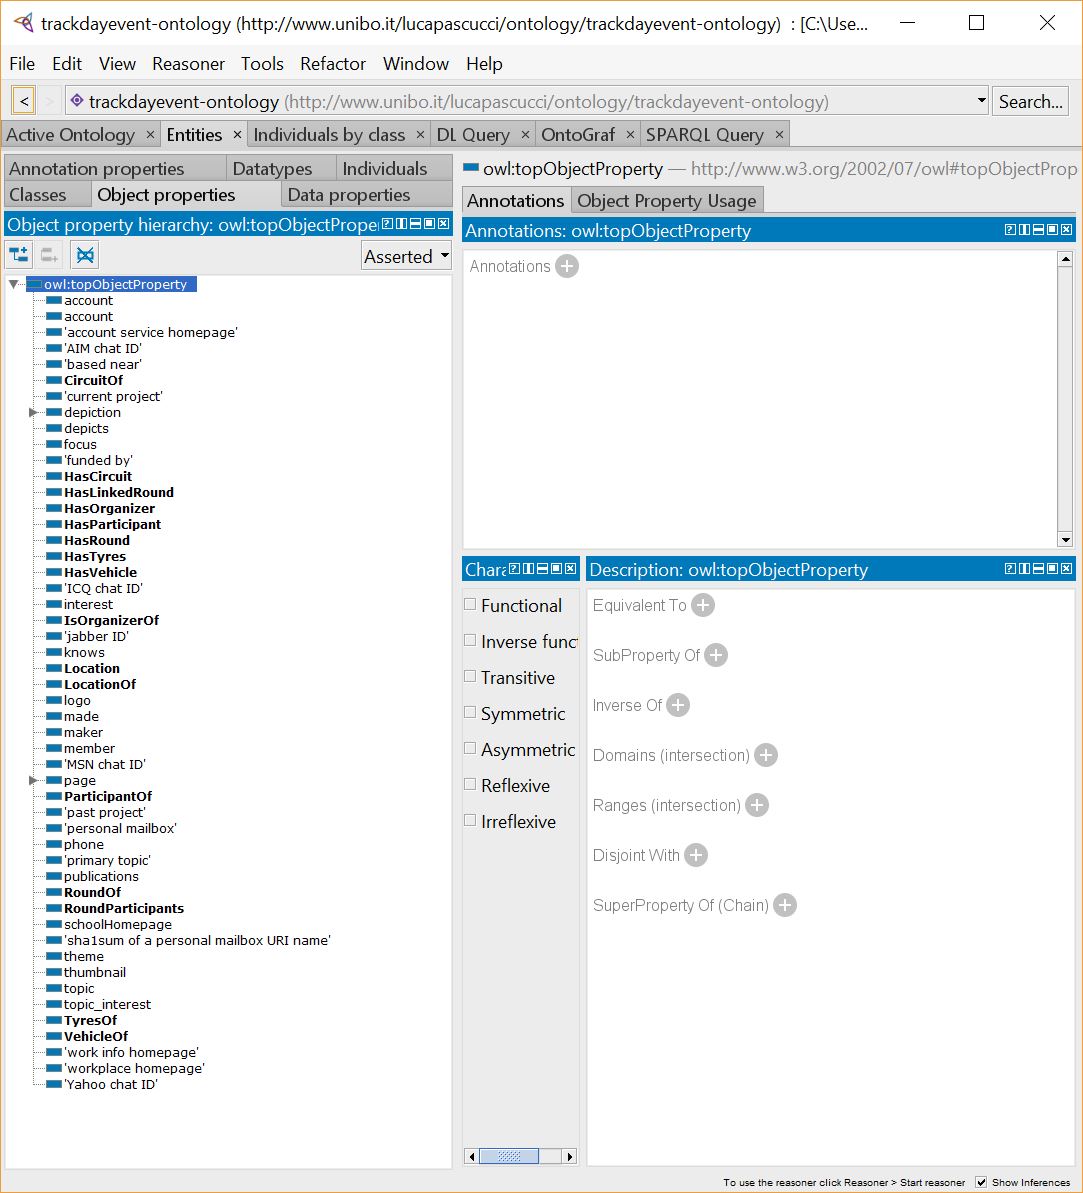 trackdayevent-ontology (http://www.unibo.it/lucapascucci/ontology/trackdayevent-ontology) : [C:\Use...
File Edit View Reasoner Tools Refactor Window Help
< > trackdayevent-ontology (http://www.unibo.it/lucapascucci/ontology/trackdayevent-ontology) Search...
Active Ontology × Entities × Individuals by class × DL Query × OntoGraf × SPARQL Query ×
Annotation properties Datatypes Individuals
Classes Object properties Data properties
Object property hierarchy: owl:topObjectPrope
Asserted
owl:topObjectProperty
account
account
'account service homepage'
'AIM chat ID'
'based near'
CircuitOf
'current project'
depiction
depicts
focus
'funded by'
HasCircuit
HasLinkedRound
HasOrganizer
HasParticipant
HasRound
HasTyres
HasVehicle
'ICQ chat ID'
interest
IsOrganizerOf
'jabber ID'
knows
Location
LocationOf
logo
made
maker
member
'MSN chat ID'
page
ParticipantOf
'past project'
'personal mailbox'
phone
'primary topic'
publications
RoundOf
RoundParticipants
schoolHomepage
'sha1sum of a personal mailbox URI name'
theme
thumbnail
topic
topic_interest
TyresOf
VehicleOf
'work info homepage'
'workplace homepage'
'Yahoo chat ID'
owl:topObjectProperty — http://www.w3.org/2002/07/owl#topObjectProp
Annotations Object Property Usage
Annotations: owl:topObjectProperty
Annotations
Chara
Functional
Inverse func
Transitive
Symmetric
Asymmetric
Reflexive
Irreflexive
Description: owl:topObjectProperty
Equivalent To
SubProperty Of
Inverse Of
Domains (intersection)
Ranges (intersection)
Disjoint With
SuperProperty Of (Chain)
To use the reasoner click Reasoner > Start reasoner Show Inferences